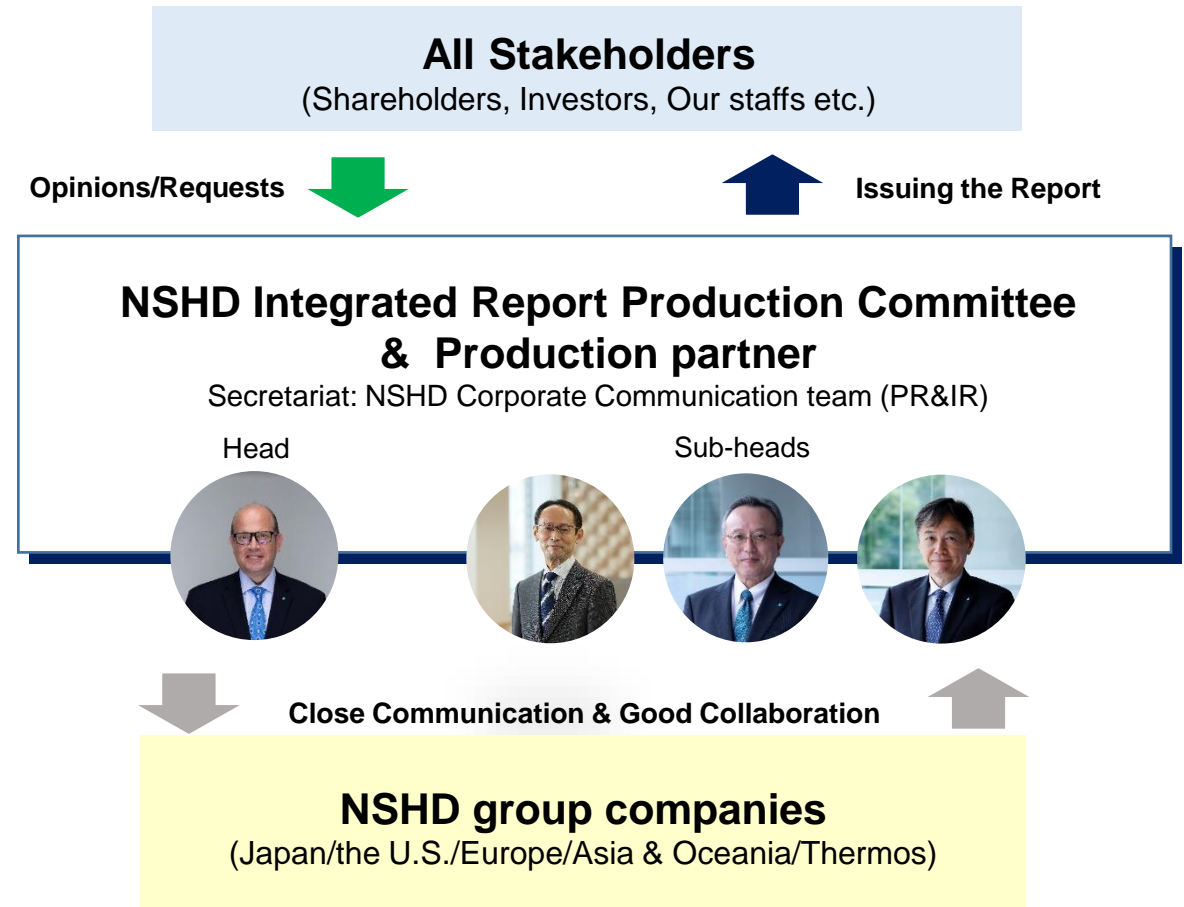 All Stakeholders
(Shareholders, Investors, Our staffs etc.)
Opinions/Requests
Issuing the Report
NSHD Integrated Report Production Committee
& Production partner
Secretariat: NSHD Corporate Communication team (PR&IR)
Head
Sub-heads
Close Communication & Good Collaboration
NSHD group companies
(Japan/the U.S./Europe/Asia & Oceania/Thermos)